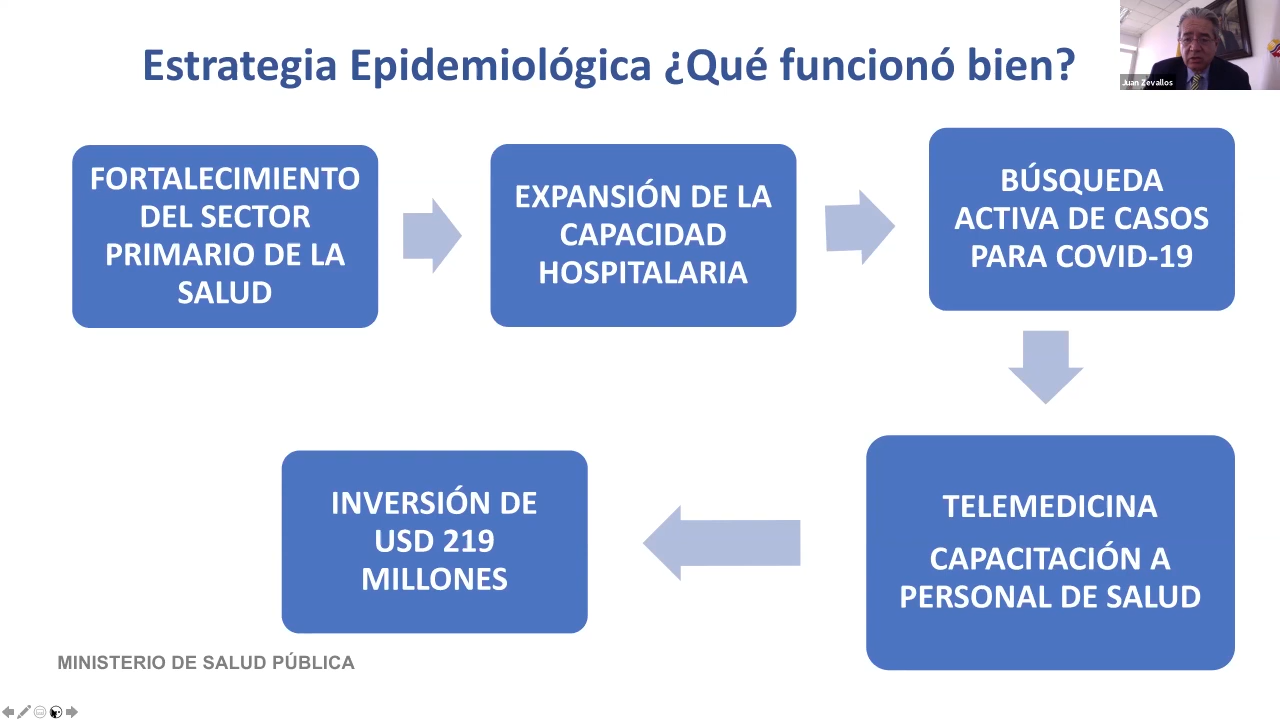 Estrategia Epidemiológica ¿Qué funcionó bien?
Juan Zevallos
FORTALECIMIENTO
DEL SECTOR
PRIMARIO DE LA
SALUD
EXPANSIÓN DE LA
CAPACIDAD
HOSPITALARIA
BÚSQUEDA
ACTIVA DE CASOS
PARA COVID-19
TELEMEDICINA
CAPACITACIÓN A
PERSONAL DE SALUD
INVERSIÓN DE
USD 219
MILLONES
MINISTERIO DE SALUD PÚBLICA